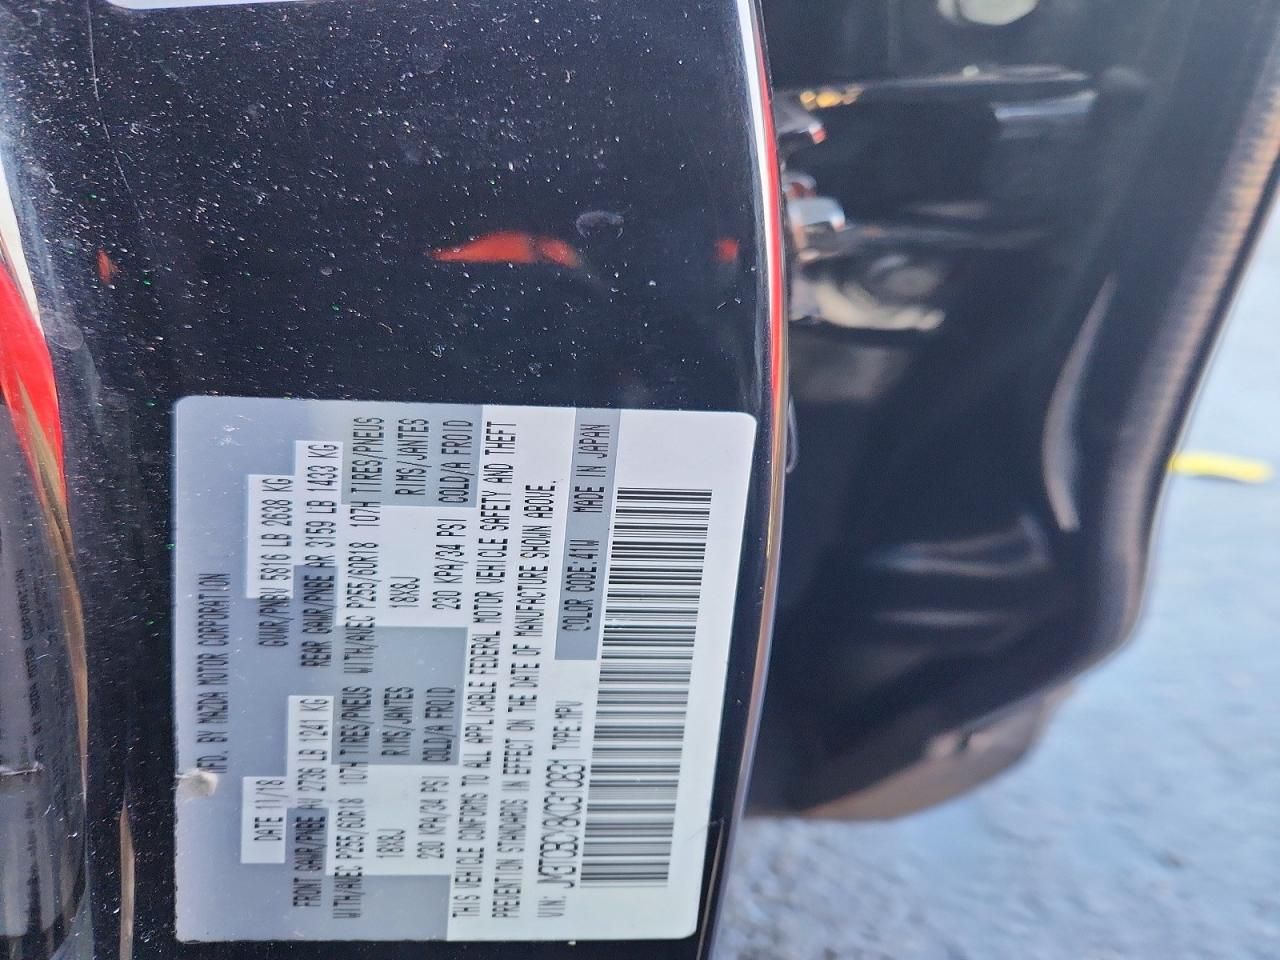 MFD. BY MAZDA MOTOR CORPORATION
DATE 11/18 GVWR/PNBV 5816 LB 2638 KG
FRONT GAWR/PNBE AV 2736 LB 1241 KG REAR GAWR/PNBE AR 3159 LB 1433 KG
WITH/AVEC P255/60R18 107H TIRES/PNEUS WITH/AVEC P255/60R18 107H TIRES/PNEUS
18X8J RIMS/JANTES 18X8J RIMS/JANTES
230 KPA/34 PSI COLD/A FROID 230 KPA/34 PSI COLD/A FROID
THIS VEHICLE CONFORMS TO ALL APPLICABLE FEDERAL MOTOR VEHICLE SAFETY AND THEFT
PREVENTION STANDARDS IN EFFECT ON THE DATE OF MANUFACTURE SHOWN ABOVE.
VIN: TYPE:MPV
COLOR CODE:41W MADE IN JAPAN